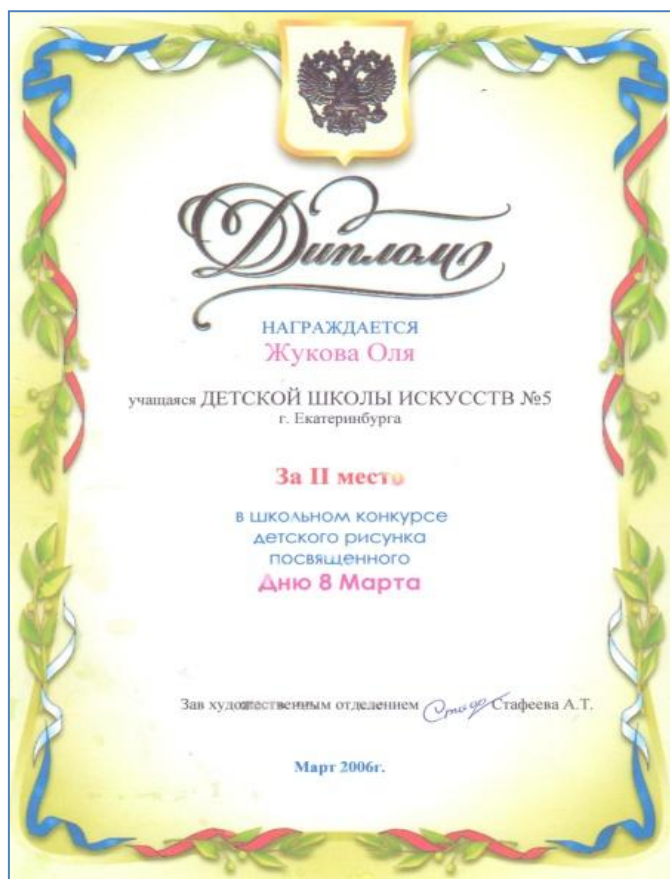 Диплом
НАГРАЖДАЕТСЯ
Жукова Оля
учащаяся ДЕТСКОЙ ШКОЛЫ ИСКУССТВ №5
г. Екатеринбурга
За II место
в школьном конкурсе
детского рисунка
посвященного
Дню 8 Марта
Зав художественным отделением Стафеева А.Т.
Март 2006г.